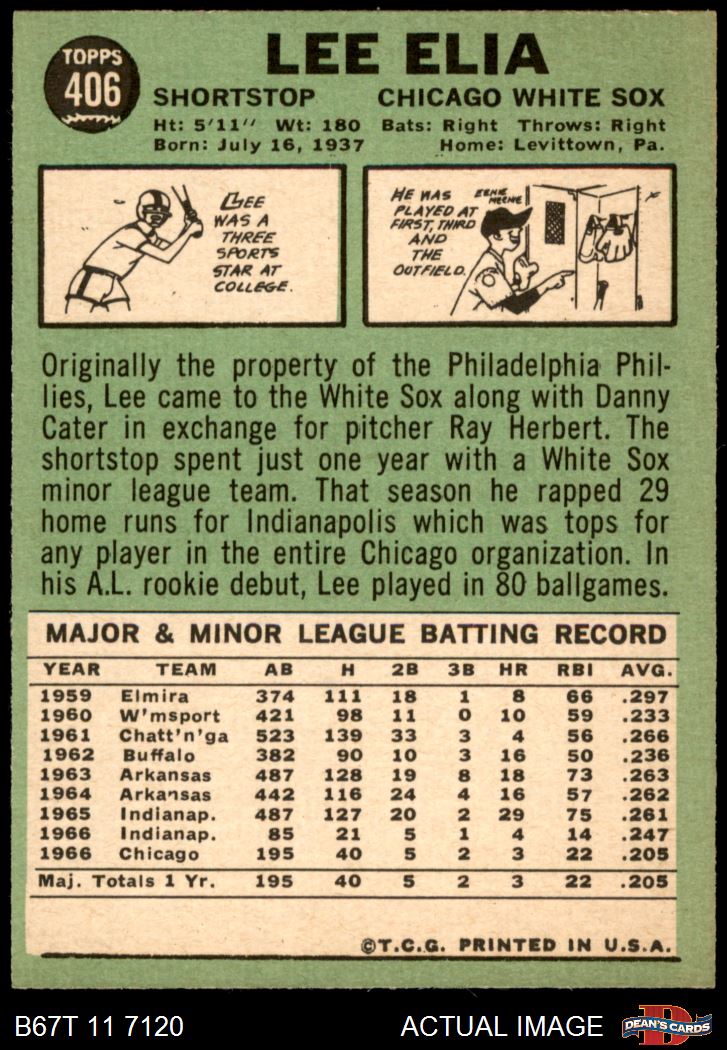 TOPPS
406
LEE ELIA
SHORTSTOP CHICAGO WHITE SOX
Ht: 5'11" Wt: 180 Bats: Right Throws: Right
Born: July 16, 1937 Home: Levittown, Pa.
LEE
WAS A
THREE
SPORTS
STAR AT
COLLEGE.
HE WAS
PLAYED AT
FIRST, THIRD
AND
THE
OUTFIELD.
EENIE
MEENIE
Originally the property of the Philadelphia Phil-
lies, Lee came to the White Sox along with Danny
Cater in exchange for pitcher Ray Herbert. The
shortstop spent just one year with a White Sox
minor league team. That season he rapped 29
home runs for Indianapolis which was tops for
any player in the entire Chicago organization. In
his A.L. rookie debut, Lee played in 80 ballgames.
MAJOR & MINOR LEAGUE BATTING RECORD
YEAR TEAM AB H 2B 3B HR RBI AVG.
1959 Elmira 374 111 18 1 8 66 .297
1960 W'msport 421 98 11 0 10 59 .233
1961 Chatt'n'ga 523 139 33 3 4 56 .266
1962 Buffalo 382 90 10 3 16 50 .236
1963 Arkansas 487 128 19 8 18 73 .263
1964 Arkansas 442 116 24 4 16 57 .262
1965 Indianap. 487 127 20 2 29 75 .261
1966 Indianap. 85 21 5 1 4 14 .247
1966 Chicago 195 40 5 2 3 22 .205
Maj. Totals 1 Yr. 195 40 5 2 3 22 .205
©T.C.G. PRINTED IN U.S.A.
B67T 11 7120 ACTUAL IMAGE
D
DEAN'S CARDS